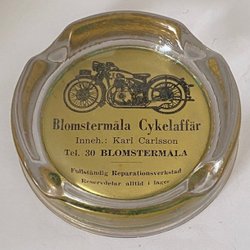 Blomstermåla Cykelaffär
Inneh.: Karl Carlsson
Tel. 30 BLOMSTERMÅLA
Fullständig Reparationsverkstad
Reservdelar alltid i lager